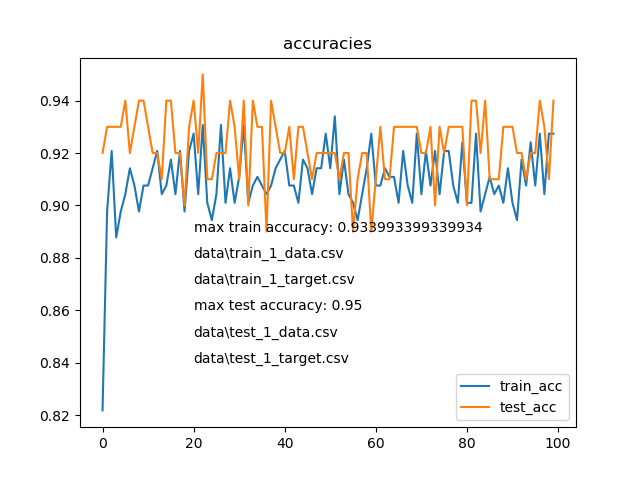 accuracies
0.94
0.92
0.90
0.88
0.86
0.84
0.82
max train accuracy: 0.933993399339934
data\train_1_data.csv
data\train_1_target.csv
max test accuracy: 0.95
data\test_1_data.csv
data\test_1_target.csv
train_acc
test_acc
0 20 40 60 80 100